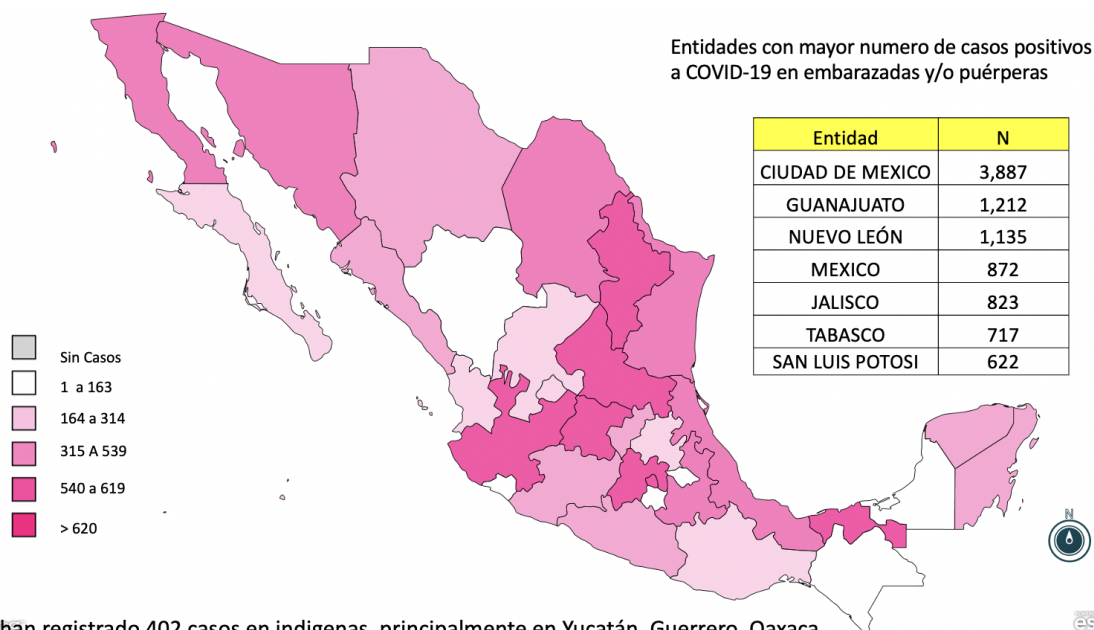 Entidades con mayor numero de casos positivos
a COVID-19 en embarazadas y/o puérperas
Entidad N
CIUDAD DE MEXICO 3,887
GUANAJUATO 1,212
NUEVO LEÓN 1,135
MEXICO 872
JALISCO 823
TABASCO 717
SAN LUIS POTOSI 622
Sin Casos
1 a 163
164 a 314
315 A 539
540 a 619
> 620
N
han registrado 402 casos en indigenas, principalmente en Yucatán, Guerrero, Oaxaca
es